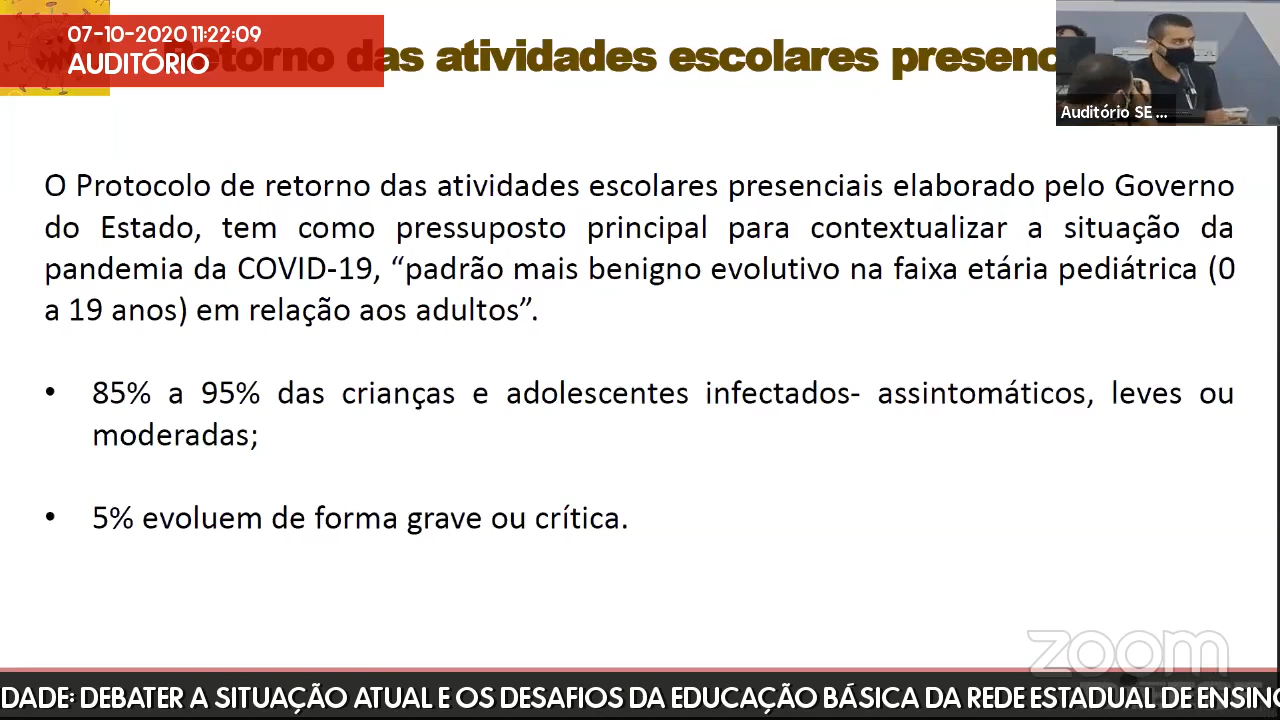 07-10-2020 11:22:09
AUDITÓRIO
Retorno das atividades escolares presenc
Auditório SE ...
O Protocolo de retorno das atividades escolares presenciais elaborado pelo Governo
do Estado, tem como pressuposto principal para contextualizar a situação da
pandemia da COVID-19, “padrão mais benigno evolutivo na faixa etária pediátrica (0
a 19 anos) em relação aos adultos”.
• 85% a 95% das crianças e adolescentes infectados- assintomáticos, leves ou
moderadas;
• 5% evoluem de forma grave ou crítica.
zoom
DADE: DEBATER A SITUAÇÃO ATUAL E OS DESAFIOS DA EDUCAÇÃO BÁSICA DA REDE ESTADUAL DE ENSINO